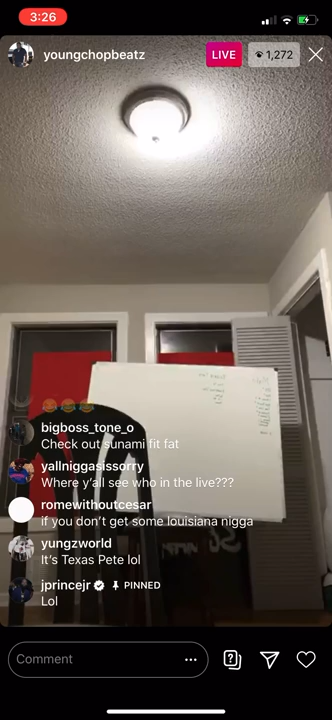 3:26
youngchopbeatz
LIVE
1,272
bigboss_tone_o
Check out sunami fit fat
yallniggasissorry
Where y'all see who in the live???
romewithoutcesar
if you don't get some louisiana nigga
yungzworld
It's Texas Pete lol
jprincejr PINNED
Lol
Comment